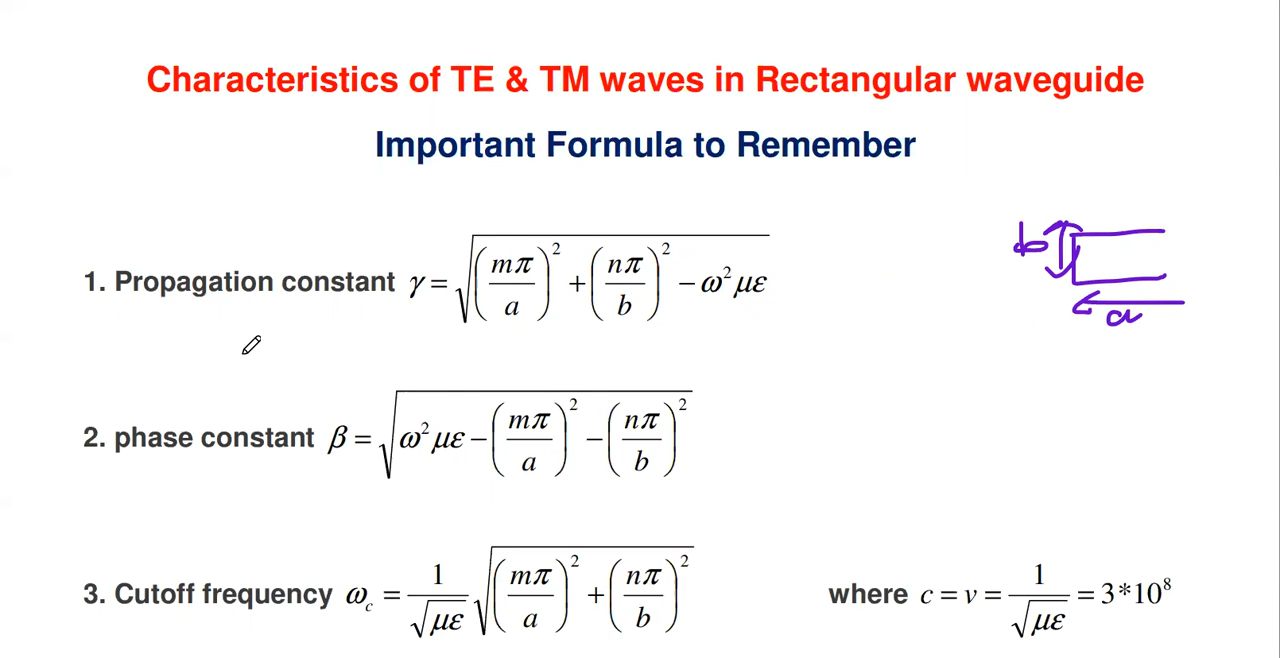 Characteristics of TE & TM waves in Rectangular waveguide
Important Formula to Remember
1. Propagation constant γ = √((mπ/a)² + (nπ/b)² − ω²με)
b
a
2. phase constant β = √(ω²με − (mπ/a)² − (nπ/b)²)
3. Cutoff frequency ω_c = 1/√(με) √((mπ/a)² + (nπ/b)²) where c = v = 1/√(με) = 3*10⁸